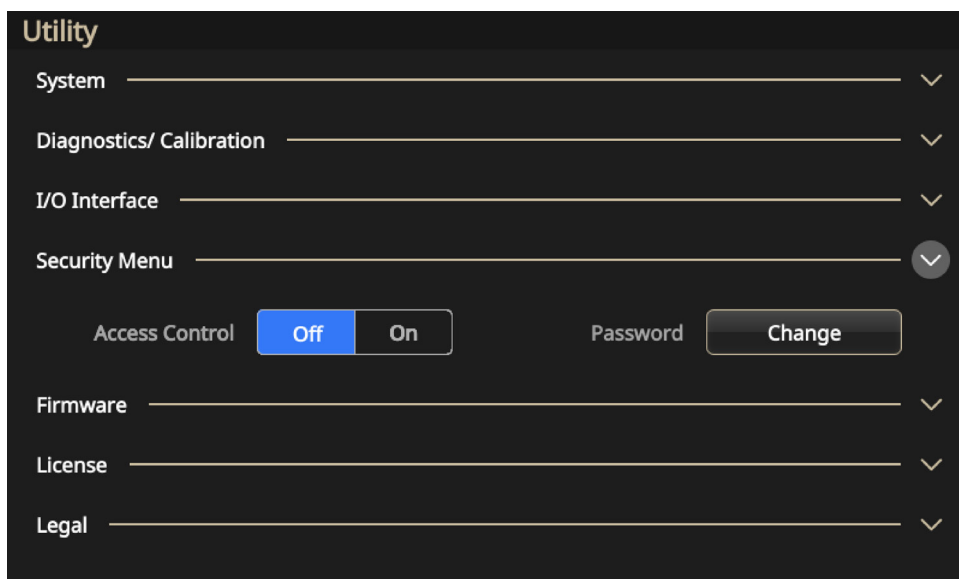 Utility
System
Diagnostics/ Calibration
I/O Interface
Security Menu
Access Control Off On Password Change
Firmware
License
Legal